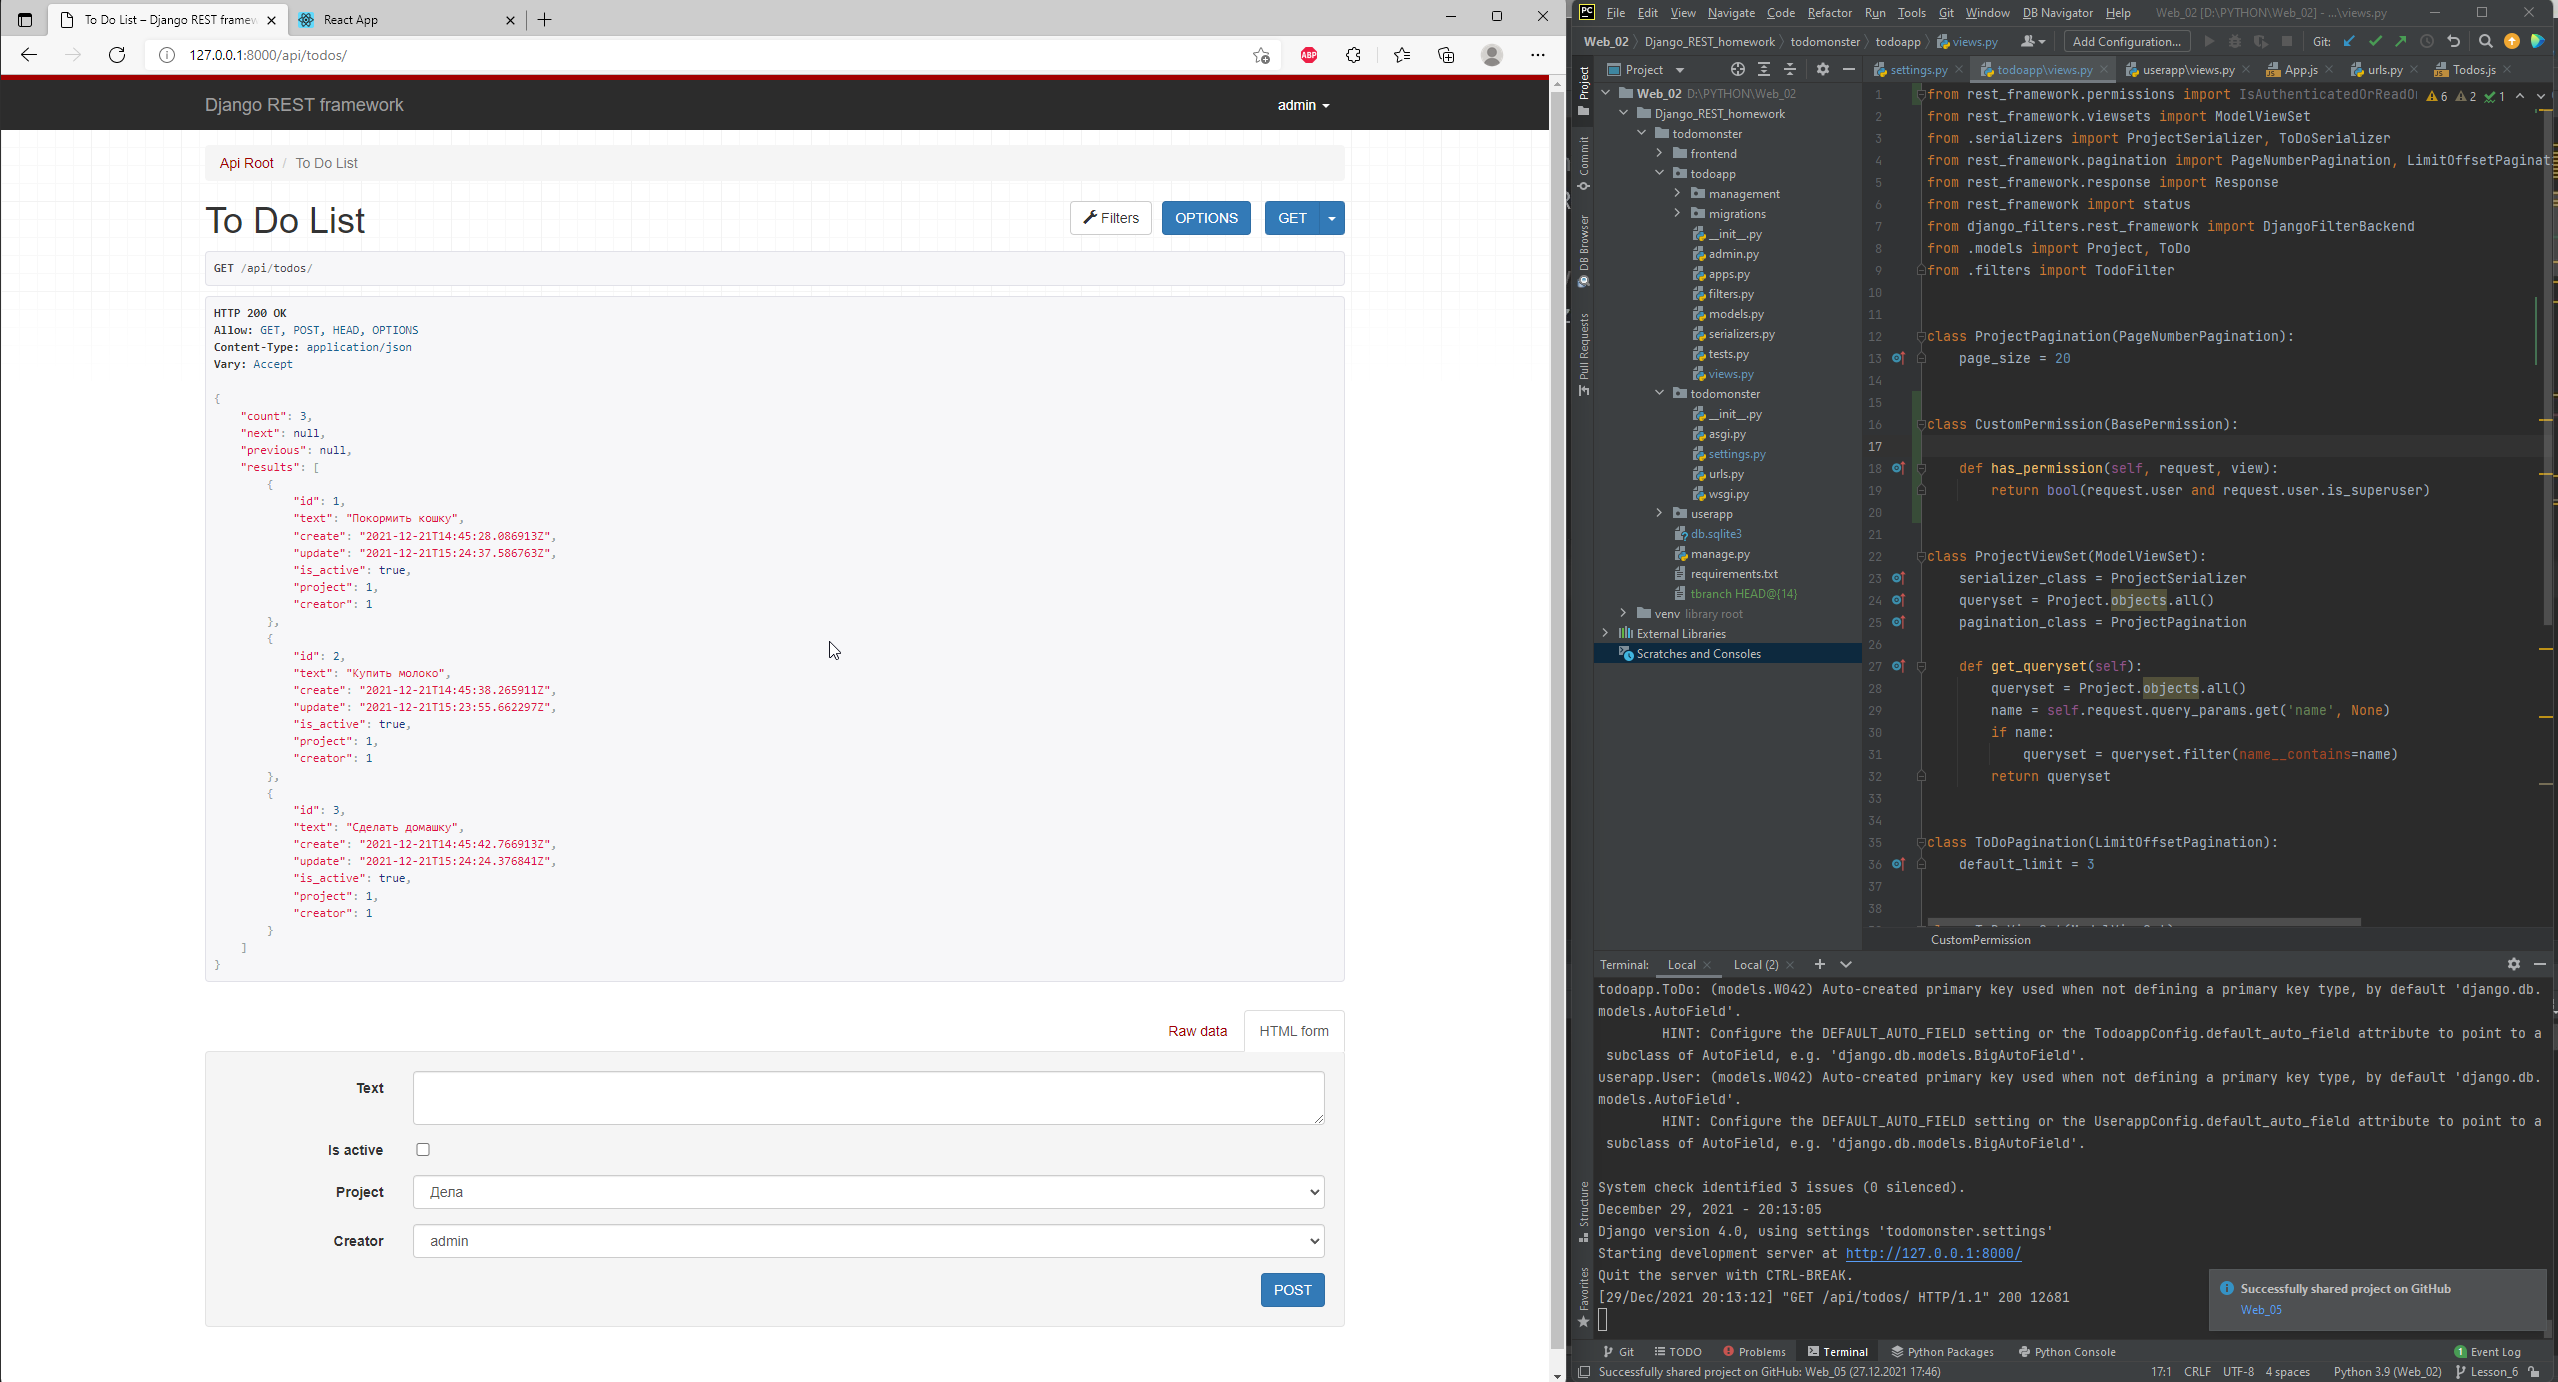 To Do List – Django REST framew
React App
127.0.0.1:8000/api/todos/
ABP
Django REST framework
admin
Api Root / To Do List
To Do List
Filters
OPTIONS
GET
GET /api/todos/
HTTP 200 OK
Allow: GET, POST, HEAD, OPTIONS
Content-Type: application/json
Vary: Accept
{
"count": 3,
"next": null,
"previous": null,
"results": [
{
"id": 1,
"text": "Покормить кошку",
"create": "2021-12-21T14:45:28.086913Z",
"update": "2021-12-21T15:24:37.586763Z",
"is_active": true,
"project": 1,
"creator": 1
},
{
"id": 2,
"text": "Купить молоко",
"create": "2021-12-21T14:45:38.265911Z",
"update": "2021-12-21T15:23:55.662297Z",
"is_active": true,
"project": 1,
"creator": 1
},
{
"id": 3,
"text": "Сделать домашку",
"create": "2021-12-21T14:45:42.766913Z",
"update": "2021-12-21T15:24:24.376841Z",
"is_active": true,
"project": 1,
"creator": 1
}
]
}
Raw data
HTML form
Text
Is active
Project
Дела
Creator
admin
POST
PC File Edit View Navigate Code Refactor Run Tools Git Window DB Navigator Help Web_02 [D:\PYTHON\Web_02] - ...\views.py
Web_02 Django_REST_homework todomonster todoapp views.py
Add Configuration...
Git:
Project
Commit
DB Browser
Pull Requests
Structure
Favorites
Project
Web_02 D:\PYTHON\Web_02
Django_REST_homework
todomonster
frontend
todoapp
management
migrations
__init__.py
admin.py
apps.py
filters.py
models.py
serializers.py
tests.py
views.py
todomonster
__init__.py
asgi.py
settings.py
urls.py
wsgi.py
userapp
db.sqlite3
manage.py
requirements.txt
tbranch HEAD@{14}
venv library root
External Libraries
Scratches and Consoles
settings.py todoapp\views.py userapp\views.py App.js urls.py Todos.js
6 2 1
1 from rest_framework.permissions import IsAuthenticatedOrReadO
2 from rest_framework.viewsets import ModelViewSet
3 from .serializers import ProjectSerializer, ToDoSerializer
4 from rest_framework.pagination import PageNumberPagination, LimitOffsetPaginat
5 from rest_framework.response import Response
6 from rest_framework import status
7 from django_filters.rest_framework import DjangoFilterBackend
8 from .models import Project, ToDo
9 from .filters import TodoFilter
10
11
12 class ProjectPagination(PageNumberPagination):
13 page_size = 20
14
15
16 class CustomPermission(BasePermission):
17
18 def has_permission(self, request, view):
19 return bool(request.user and request.user.is_superuser)
20
21
22 class ProjectViewSet(ModelViewSet):
23 serializer_class = ProjectSerializer
24 queryset = Project.objects.all()
25 pagination_class = ProjectPagination
26
27 def get_queryset(self):
28 queryset = Project.objects.all()
29 name = self.request.query_params.get('name', None)
30 if name:
31 queryset = queryset.filter(name__contains=name)
32 return queryset
33
34
35 class ToDoPagination(LimitOffsetPagination):
36 default_limit = 3
37
38
CustomPermission
Terminal: Local Local (2)
todoapp.ToDo: (models.W042) Auto-created primary key used when not defining a primary key type, by default 'django.db.
models.AutoField'.
HINT: Configure the DEFAULT_AUTO_FIELD setting or the TodoappConfig.default_auto_field attribute to point to a
subclass of AutoField, e.g. 'django.db.models.BigAutoField'.
userapp.User: (models.W042) Auto-created primary key used when not defining a primary key type, by default 'django.db.
models.AutoField'.
HINT: Configure the DEFAULT_AUTO_FIELD setting or the UserappConfig.default_auto_field attribute to point to a
subclass of AutoField, e.g. 'django.db.models.BigAutoField'.
System check identified 3 issues (0 silenced).
December 29, 2021 - 20:13:05
Django version 4.0, using settings 'todomonster.settings'
Starting development server at http://127.0.0.1:8000/
Quit the server with CTRL-BREAK.
[29/Dec/2021 20:13:12] "GET /api/todos/ HTTP/1.1" 200 12681
Successfully shared project on GitHub
Web_05
Git TODO Problems Terminal Python Packages Python Console 1 Event Log
Successfully shared project on GitHub: Web_05 (27.12.2021 17:46)
17:1 CRLF UTF-8 4 spaces Python 3.9 (Web_02) Lesson_6